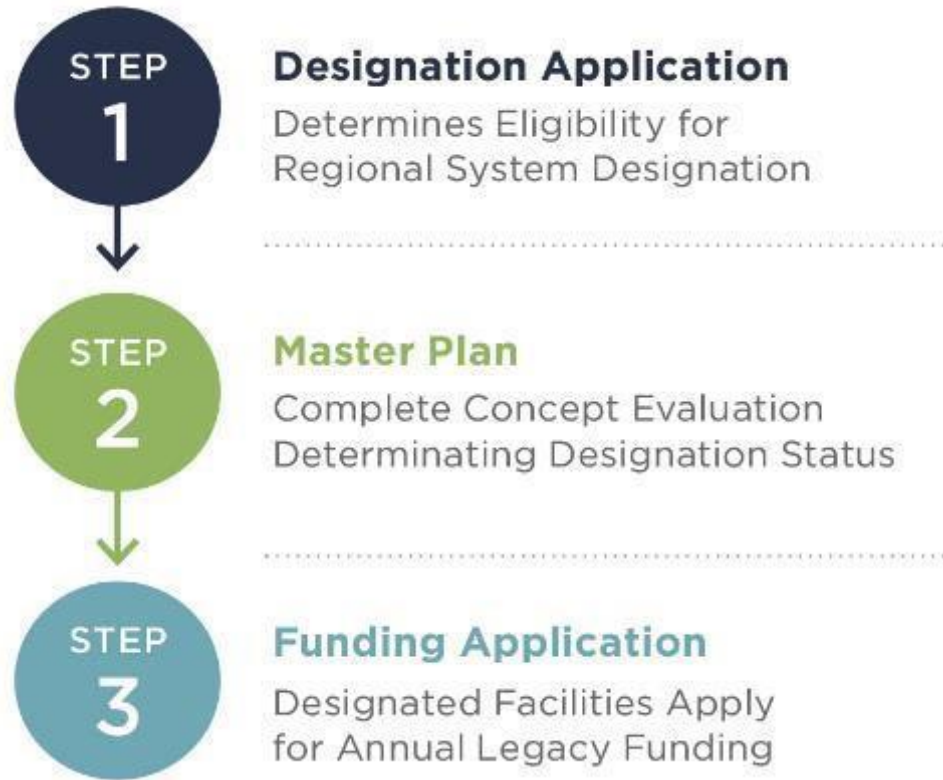 STEP
1
Designation Application
Determines Eligibility for
Regional System Designation
STEP
2
Master Plan
Complete Concept Evaluation
Determinating Designation Status
STEP
3
Funding Application
Designated Facilities Apply
for Annual Legacy Funding